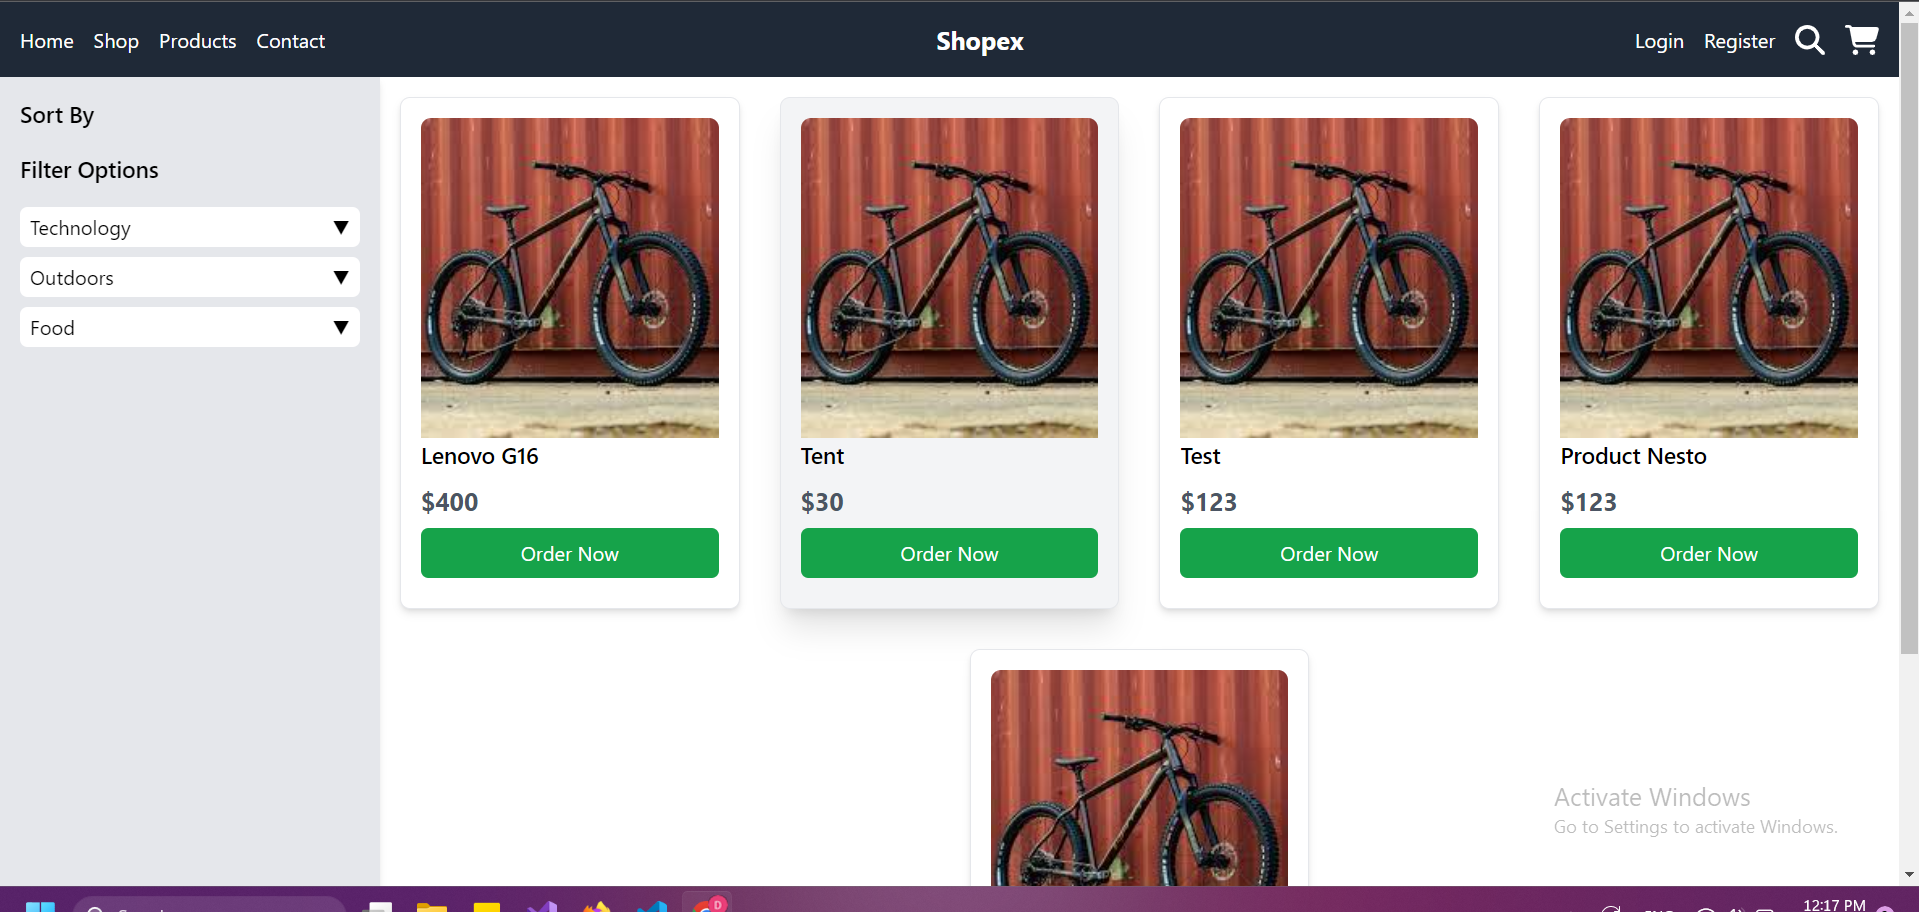 Home Shop Products Contact Shopex Login Register
Sort By
Filter Options
Technology
Outdoors
Food
Lenovo G16
$400
Order Now
Tent
$30
Order Now
Test
$123
Order Now
Product Nesto
$123
Order Now
Activate Windows
Go to Settings to activate Windows.
D
12:17 PM